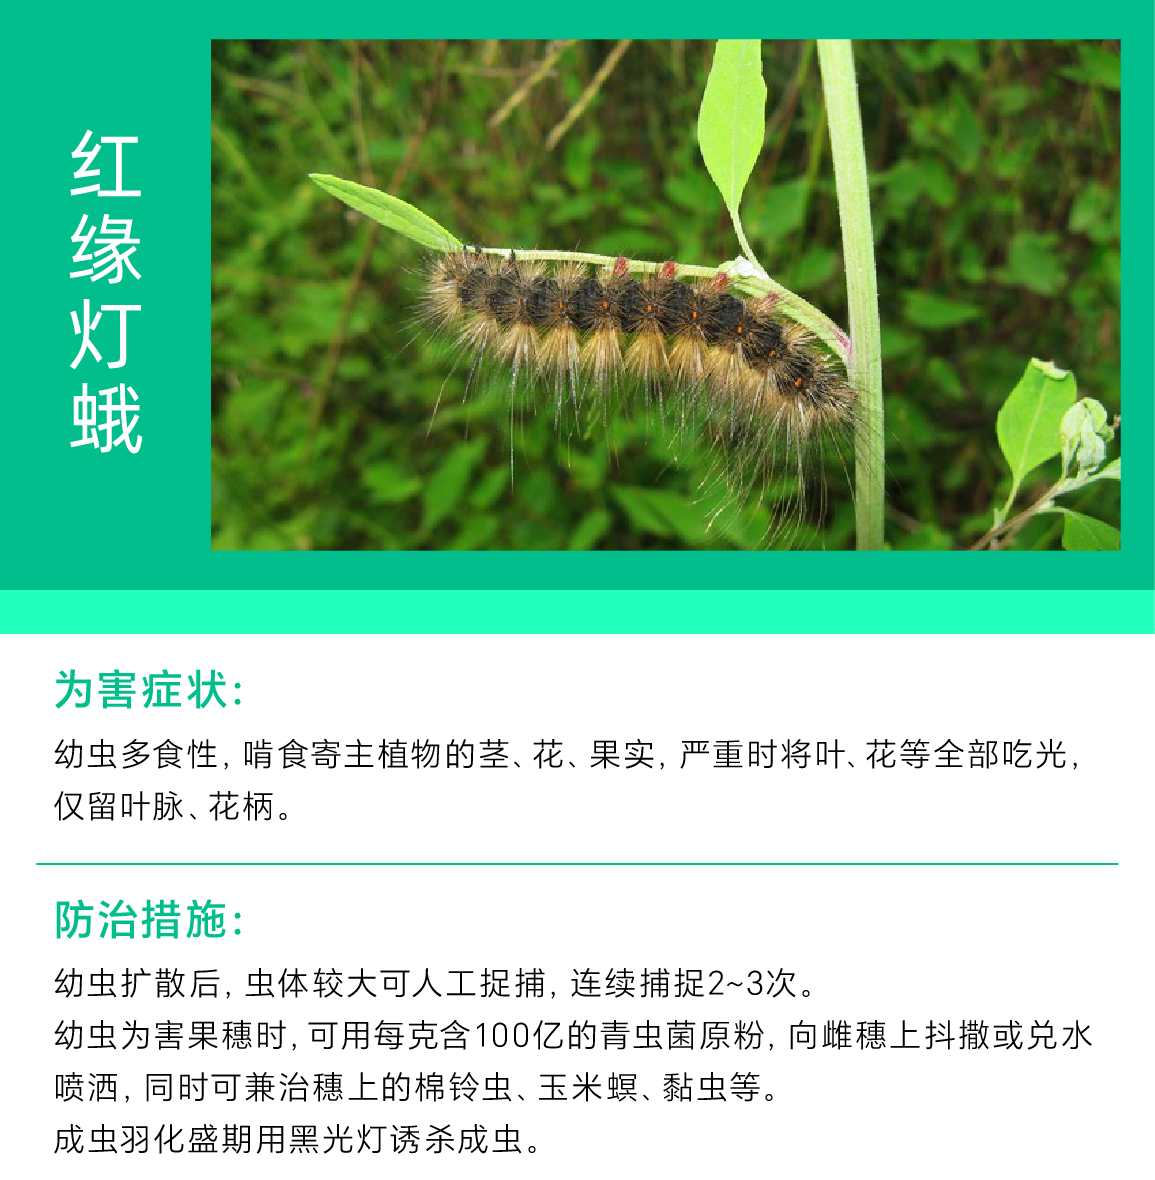 红缘灯蛾
为害症状:
幼虫多食性, 啃食寄主植物的茎、花、果实, 严重时将叶、花等全部吃光,
仅留叶脉、花柄。
防治措施:
幼虫扩散后, 虫体较大可人工捉捕, 连续捕捉2~3次。
幼虫为害果穗时, 可用每克含100亿的青虫菌原粉, 向雌穗上抖撒或兑水
喷洒, 同时可兼治穗上的棉铃虫、玉米螟、黏虫等。
成虫羽化盛期用黑光灯诱杀成虫。